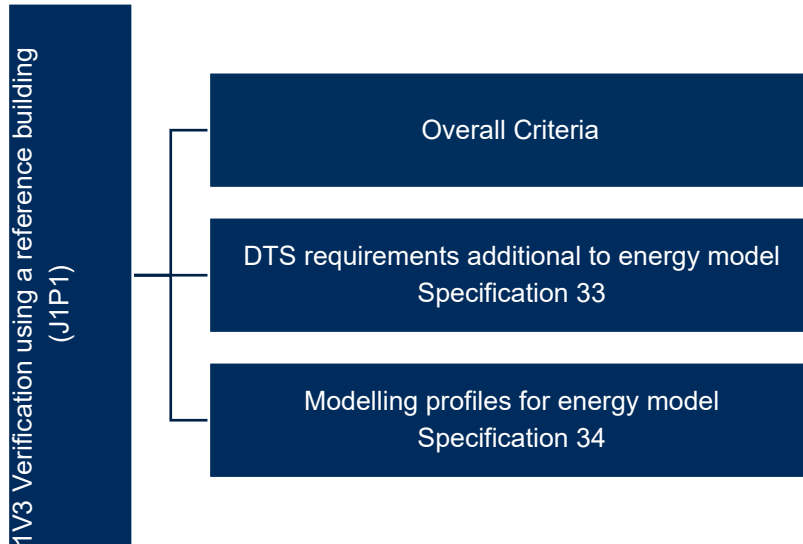 1V3 Verification using a reference building
(J1P1)
Overall Criteria
DTS requirements additional to energy model
Specification 33
Modelling profiles for energy model
Specification 34